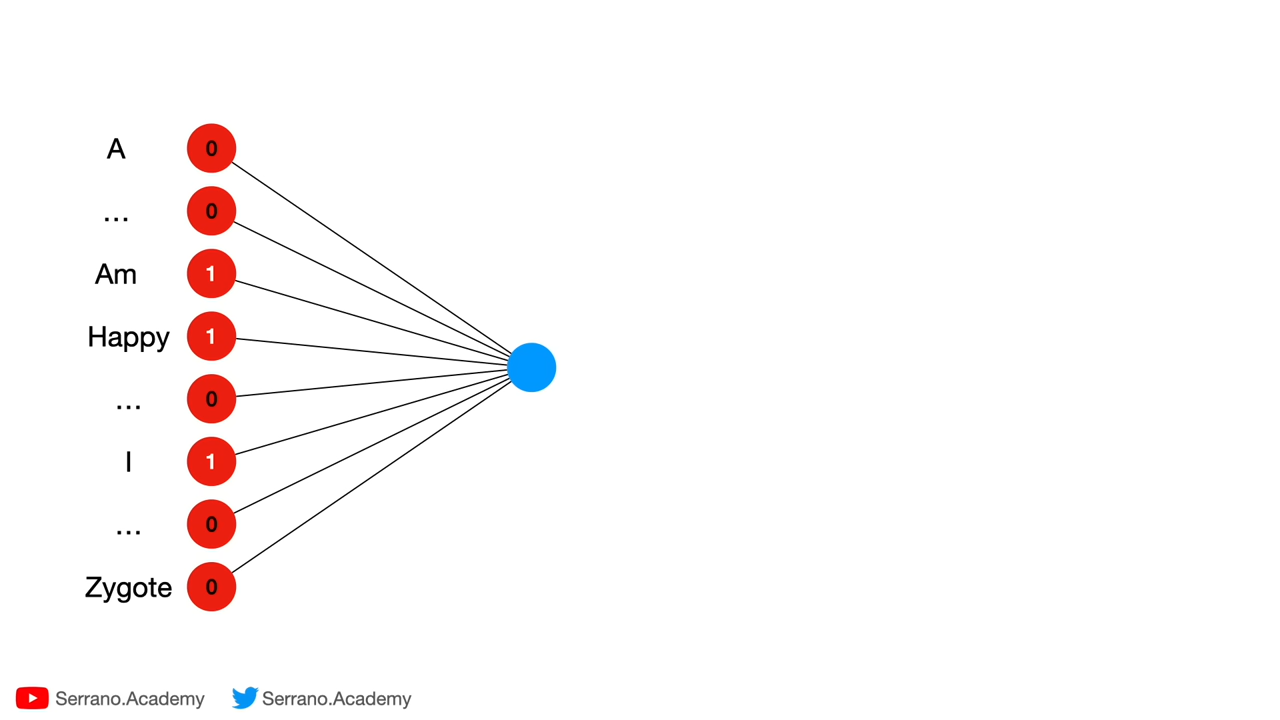 A 0
... 0
Am 1
Happy 1
... 0
I 1
... 0
Zygote 0
Serrano.Academy Serrano.Academy